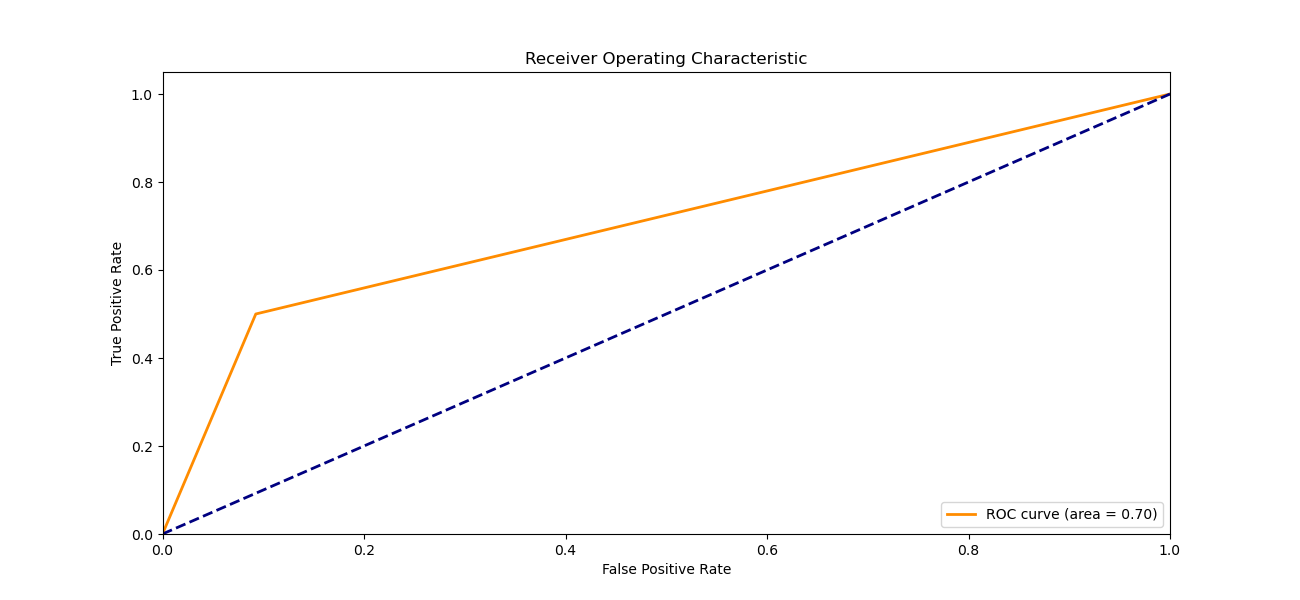 Receiver Operating Characteristic
1.0
0.8
0.6
0.4
0.2
0.0
True Positive Rate
ROC curve (area = 0.70)
0.0 0.2 0.4 0.6 0.8 1.0
False Positive Rate